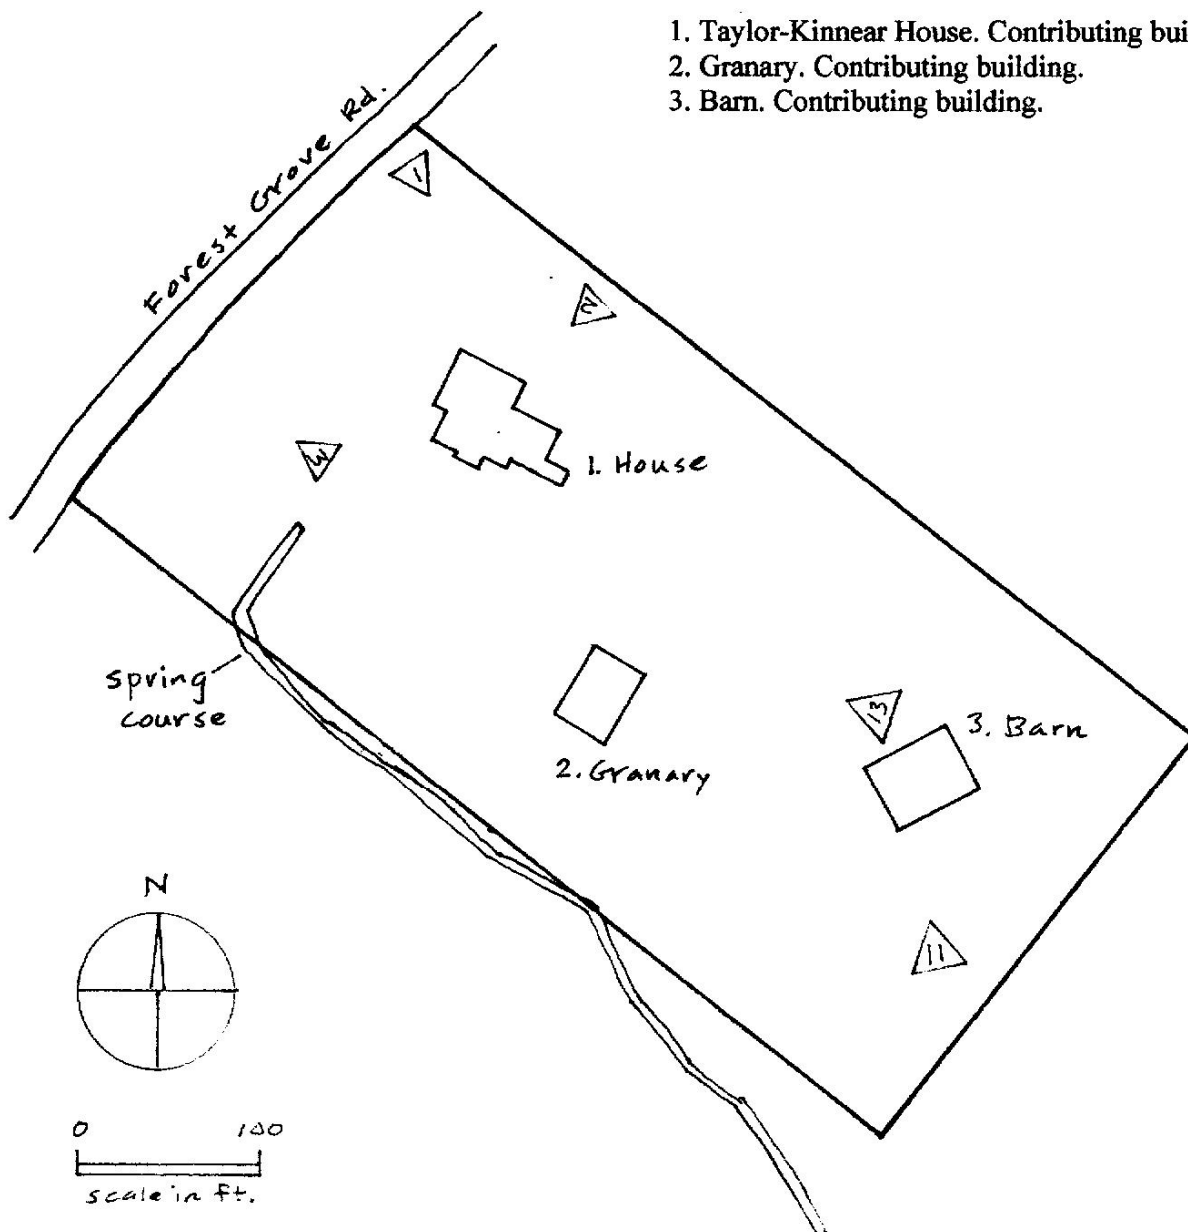 1. Taylor-Kinnear House. Contributing bui
2. Granary. Contributing building.
3. Barn. Contributing building.
Forest Grove Rd.
1
2
3
1. House
spring
course
13
3. Barn
2. Granary
11
N
0 100
scale in ft.